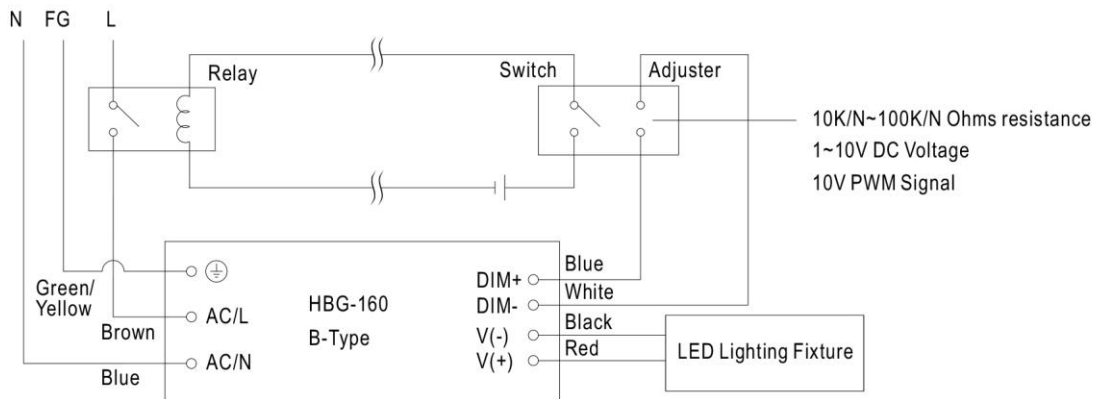 N FG L
Relay
Switch
Adjuster
10K/N~100K/N Ohms resistance
1~10V DC Voltage
10V PWM Signal
Green/
Yellow
Brown
Blue
AC/L
AC/N
HBG-160
B-Type
DIM+
DIM-
V(-)
V(+)
Blue
White
Black
Red
LED Lighting Fixture